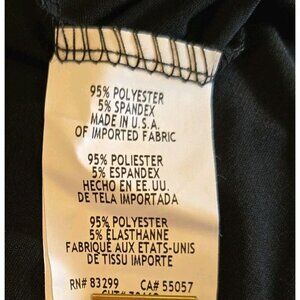 95% POLYESTER
5% SPANDEX
MADE IN U.S.A.
OF IMPORTED FABRIC
95% POLIESTER
5% ESPANDEX
HECHO EN EE.UU.
DE TELA IMPORTADA
95% POLYESTER
5% ÉLASTHANNE
FABRIQUÉ AUX ETATS-UNIS
DE TISSU IMPORTE
RN# 83299 CA# 55057